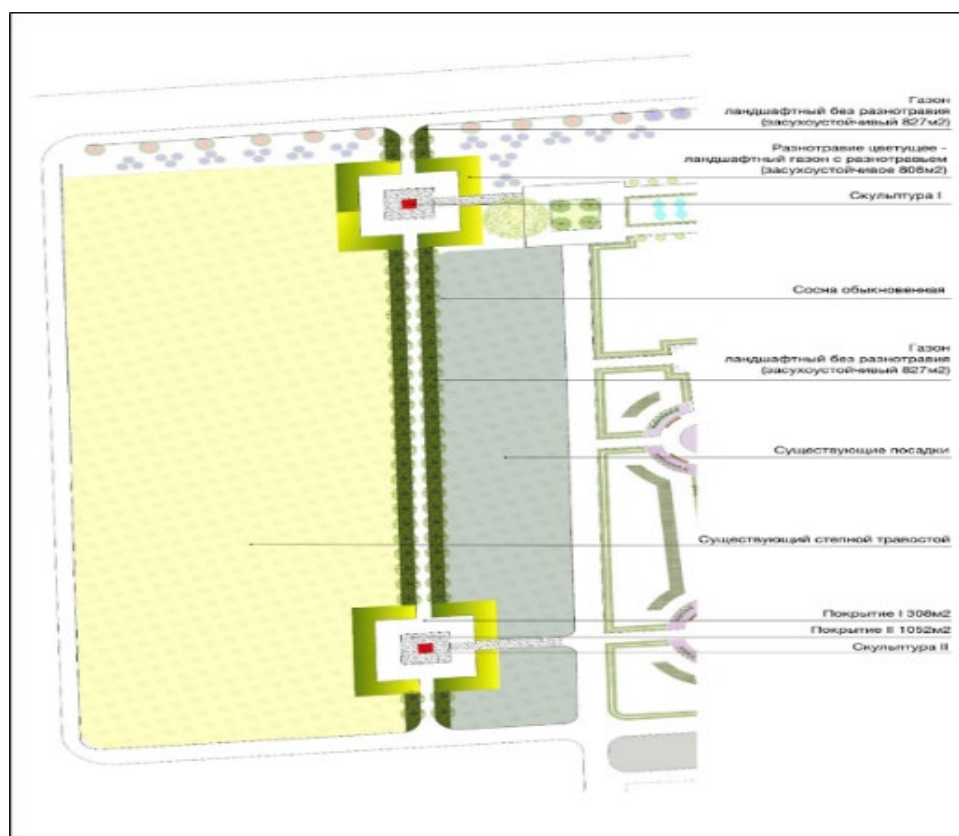 Газон
ландшафтный без разнотравия
(засухоустойчивый 827м2)
Разнотравие цветущее -
ландшафтный газон с разнотравьем
(засухоустойчивое 806м2)
Скульптура I
Сосна обыкновенная
Газон
ландшафтный без разнотравия
(засухоустойчивый 827м2)
Существующие посадки
Существующий степной травостой
Покрытие I 308м2
Покрытие II 1052м2
Скульптура II